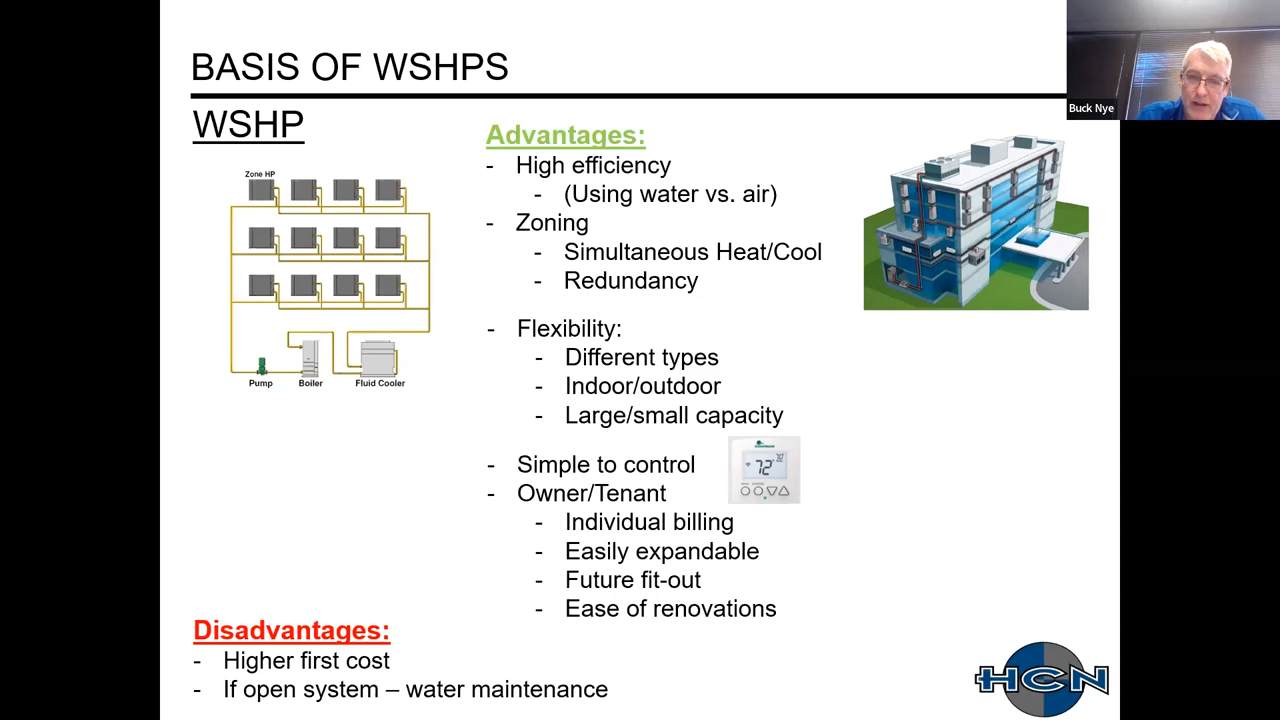 BASIS OF WSHPS
Buck Nye
WSHP
Zone HP
Pump
Boiler
Fluid Cooler
Advantages:
- High efficiency
- (Using water vs. air)
- Zoning
- Simultaneous Heat/Cool
- Redundancy
- Flexibility:
- Different types
- Indoor/outdoor
- Large/small capacity
- Simple to control
72
- Owner/Tenant
- Individual billing
- Easily expandable
- Future fit-out
- Ease of renovations
Disadvantages:
- Higher first cost
- If open system – water maintenance
HCN